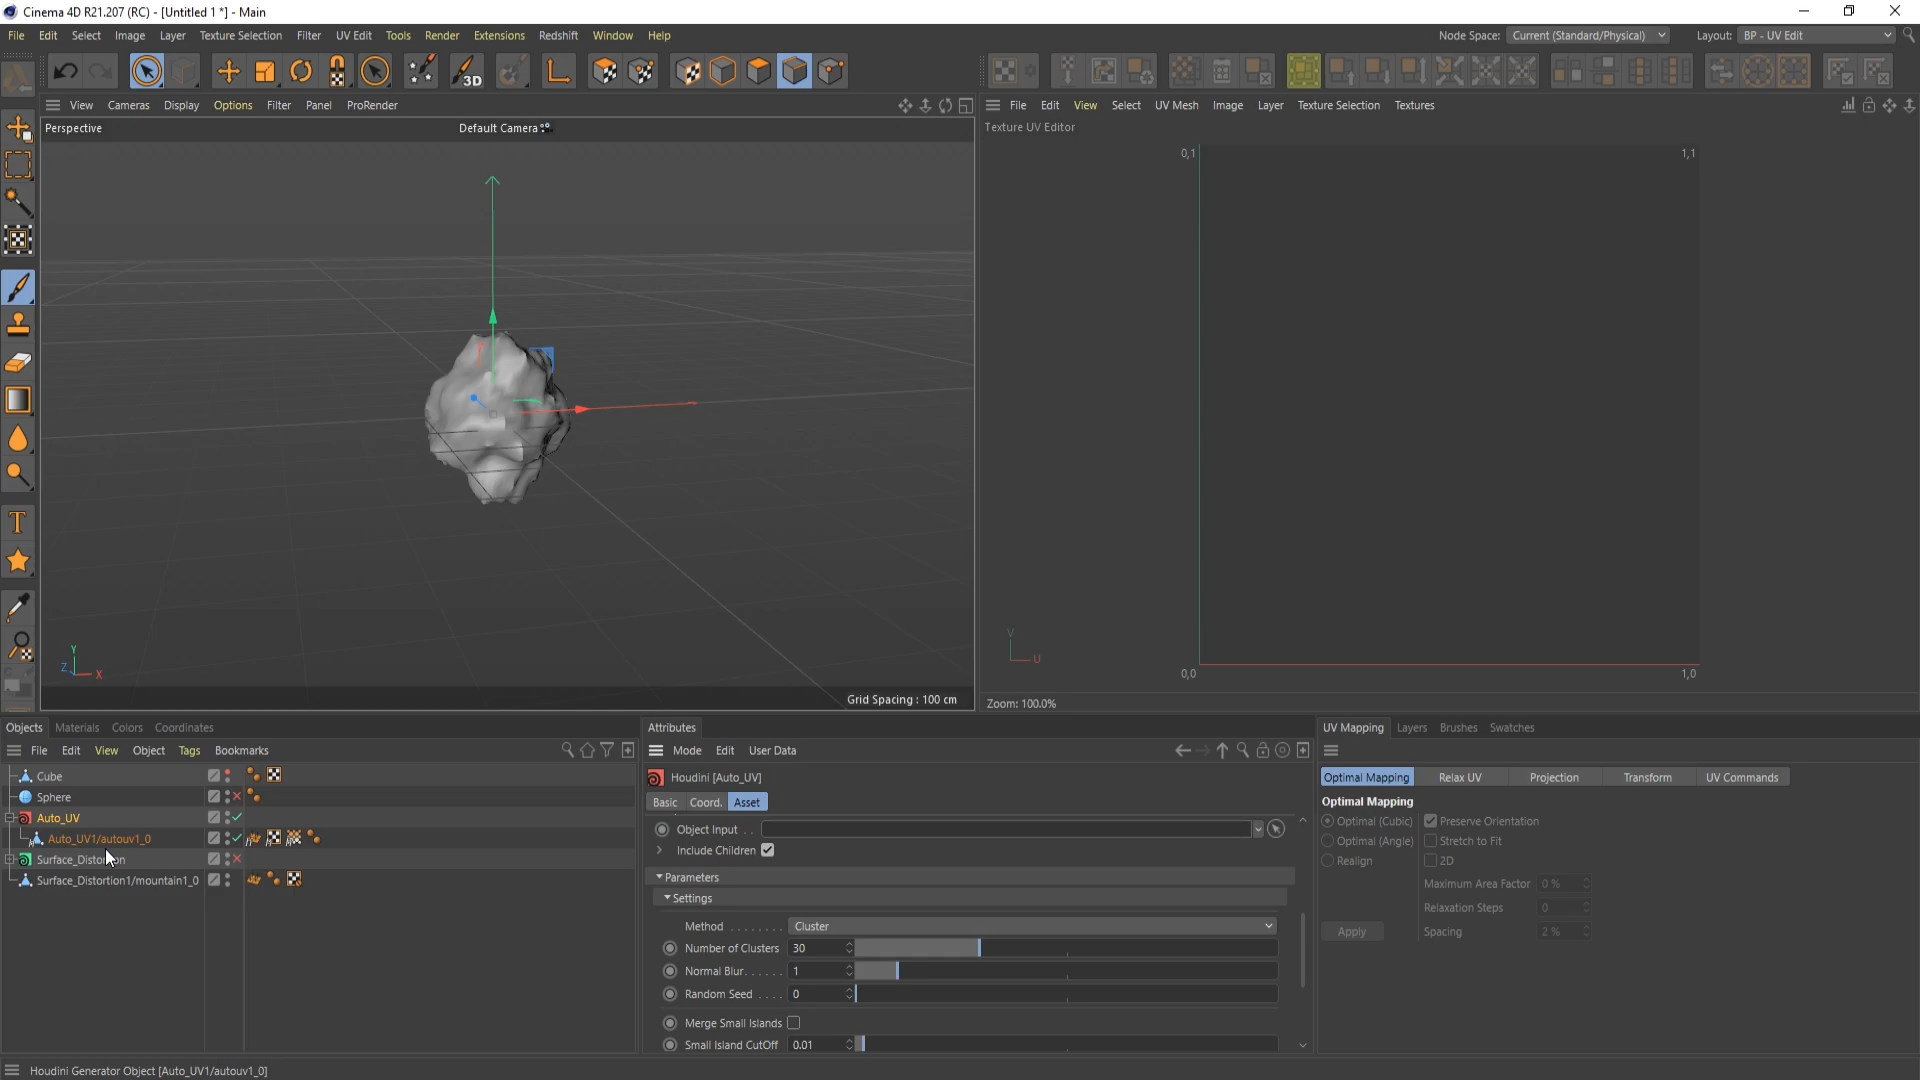 Cinema 4D R21.207 (RC) - [Untitled 1 *] - Main
File Edit Select Image Layer Texture Selection Filter UV Edit Tools Render Extensions Redshift Window Help
Node Space: Current (Standard/Physical) Layout: BP - UV Edit
3D
View Cameras Display Options Filter Panel ProRender
File Edit View Select UV Mesh Image Layer Texture Selection Textures
Perspective Default Camera
Texture UV Editor
0,1 1,1
Y
Z X
V
U
0,0 1,0
Grid Spacing : 100 cm
Zoom: 100.0%
Objects Materials Colors Coordinates
File Edit View Object Tags Bookmarks
Cube
Sphere
Auto_UV
Auto_UV1/autouv1_0
Surface_Distortion
Surface_Distortion1/mountain1_0
Attributes
Mode Edit User Data
Houdini [Auto_UV]
Basic Coord. Asset
Object Input . .
Include Children
Parameters
Settings
Method . . . . . . . . Cluster
Number of Clusters 30
Normal Blur. . . . . . 1
Random Seed . . . . 0
Merge Small Islands
Small Island CutOff 0.01
UV Mapping Layers Brushes Swatches
Optimal Mapping Relax UV Projection Transform UV Commands
Optimal Mapping
Optimal (Cubic) Preserve Orientation
Optimal (Angle) Stretch to Fit
Realign 2D
Maximum Area Factor 0 %
Relaxation Steps 0
Apply Spacing 2 %
Houdini Generator Object [Auto_UV1/autouv1_0]